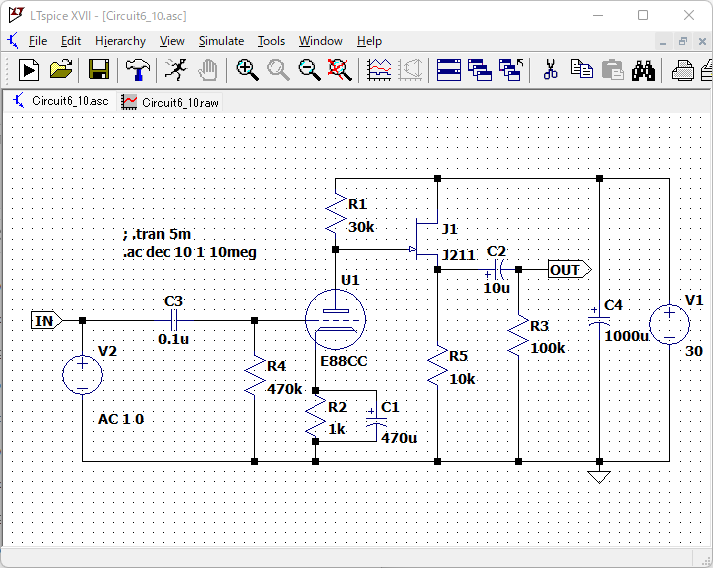 LTspice XVII - [Circuit6_10.asc]
File Edit Hierarchy View Simulate Tools Window Help
Circuit6_10.asc Circuit6_10.raw
; .tran 5m
.ac dec 10 1 10meg
R1
30k
J1
J211
C2
10u
OUT
U1
E88CC
C3
0.1u
IN
V2
AC 1 0
R4
470k
R2
1k
C1
470u
R5
10k
R3
100k
C4
1000u
V1
30